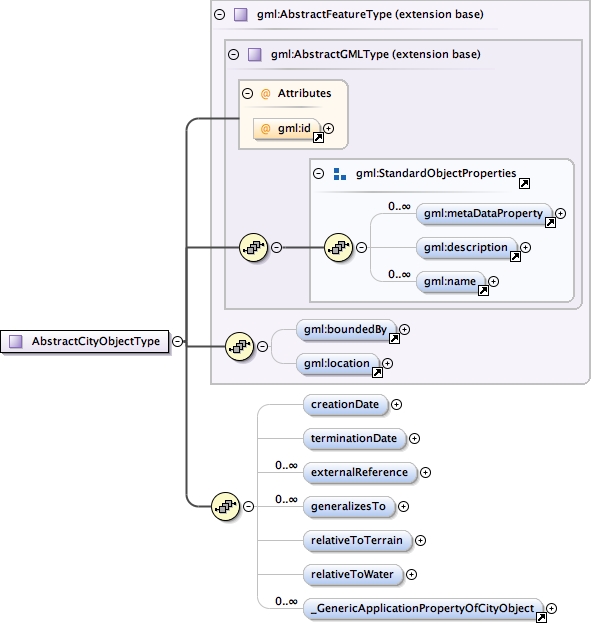 gml:AbstractFeatureType (extension base)
gml:AbstractGMLType (extension base)
@ Attributes
@ gml:id
gml:StandardObjectProperties
0..∞
gml:metaDataProperty
gml:description
0..∞
gml:name
AbstractCityObjectType
gml:boundedBy
gml:location
creationDate
terminationDate
0..∞
externalReference
0..∞
generalizesTo
relativeToTerrain
relativeToWater
0..∞
_GenericApplicationPropertyOfCityObject